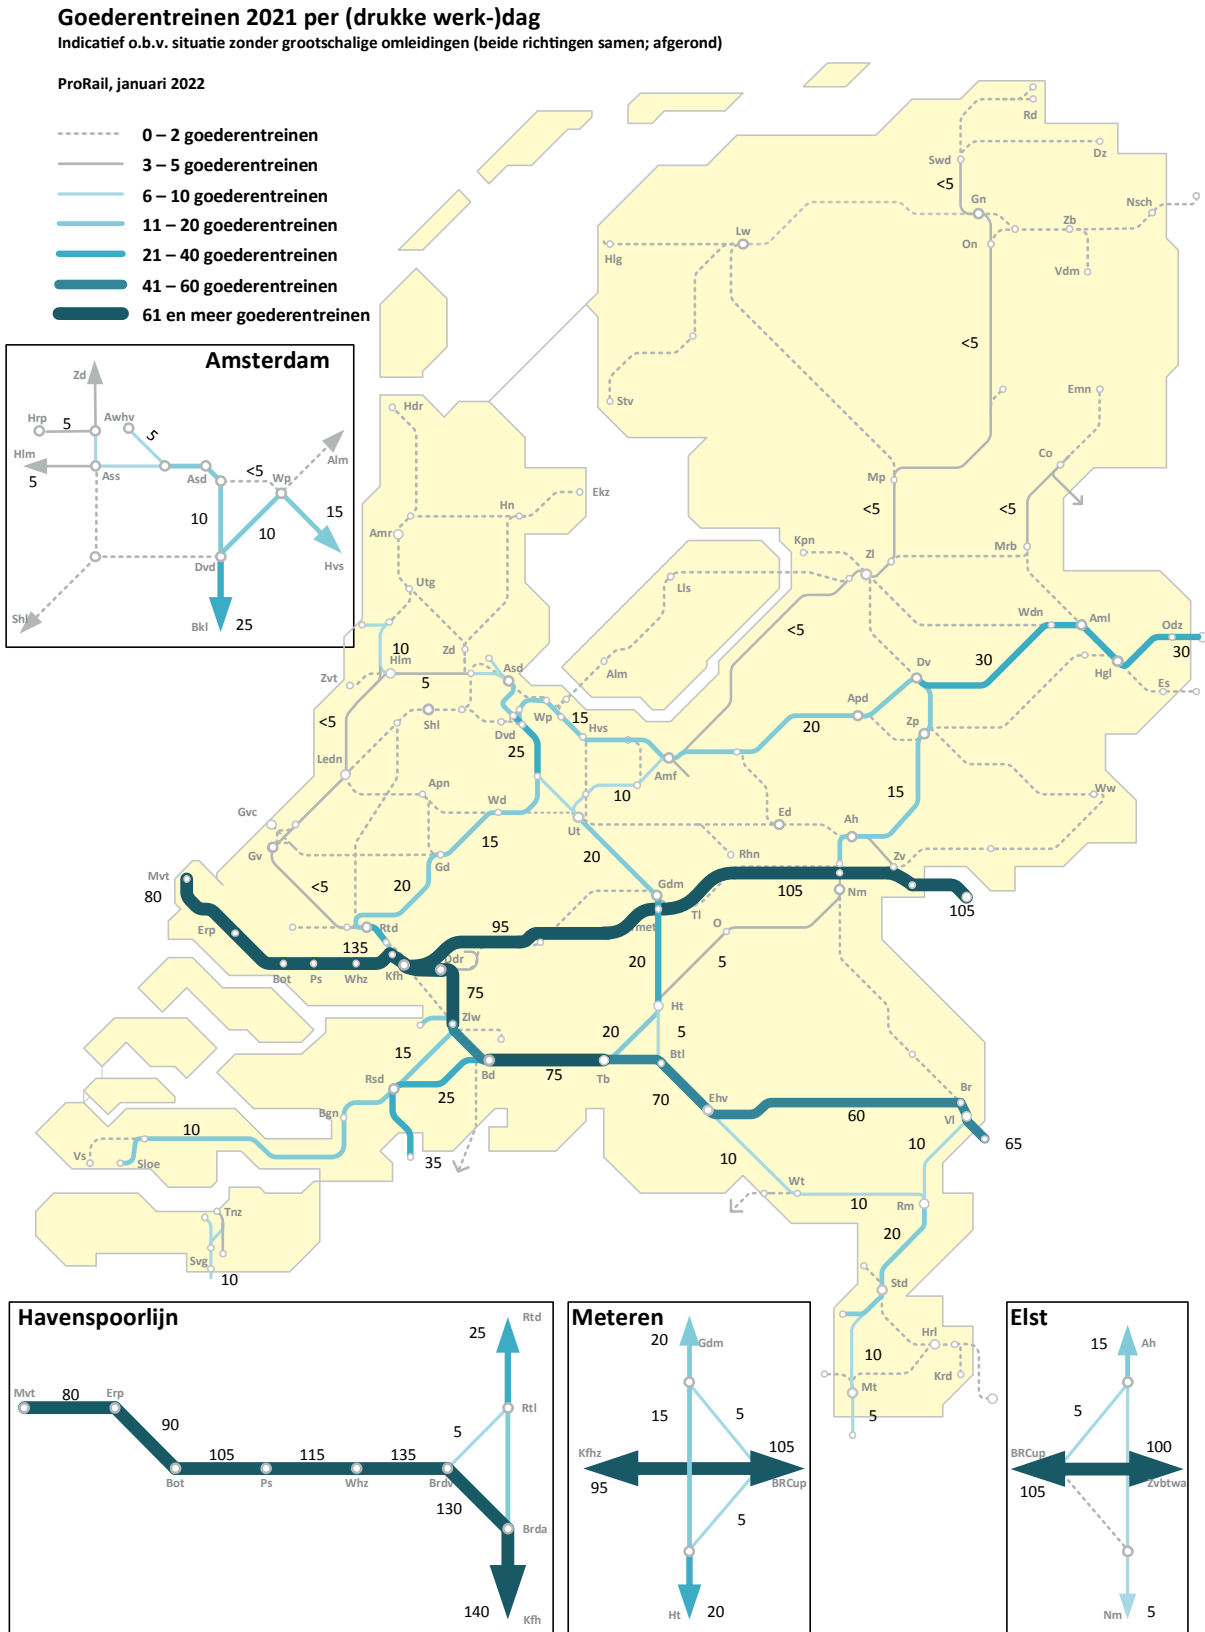 Goederentreinen 2021 per (drukke werk-)dag
Indicatief o.b.v. situatie zonder grootschalige omleidingen (beide richtingen samen; afgerond)
ProRail, januari 2022
0 – 2 goederentreinen
3 – 5 goederentreinen
6 – 10 goederentreinen
11 – 20 goederentreinen
21 – 40 goederentreinen
41 – 60 goederentreinen
61 en meer goederentreinen
Rd
Swd
Dz
<5
Gn
Nsch
Zb
On
Vdm
Lw
Hlg
<5
Stv
Emn
Co
Mp
<5
<5
Mrb
Kpn
Zl
Amsterdam
Zd
Hrp
5
Awhv
5
Hlm
5
Ass
Asd
<5
Wp
Alm
10
10
15
Hvs
Dvd
Shl
Bkl
25
Hdr
Hn
Ekz
Amr
Utg
Lls
<5
Wdn
Aml
Odz
30
30
Hgl
Es
10
Hlm
Zd
Zvt
5
Asd
Alm
Dv
Apd
<5
Shl
Wp
15
Hvs
Dvd
20
Zp
25
Ledn
Amf
Apn
10
15
Ww
Gvc
Wd
Ut
Ed
Ah
Gv
15
20
Rhn
Zv
Gd
<5
20
Mvt
80
Gdm
105
Nm
105
Erp
Rtd
95
Tl
O
rmet
135
Bot
Ps
Whz
Kfh
Ddr
20
5
75
Ht
Zlw
20
5
15
Btl
Bd
75
Tb
Rsd
25
70
Ehv
60
Br
Bgn
Vl
10
65
10
Vs
Sloe
35
10
Wt
10
Rm
Tnz
20
Svg
10
Std
Hrl
10
Krd
Mt
5
Havenspoorlijn
Rtd
25
Mvt
80
Erp
90
Rtl
5
105
115
135
Bot
Ps
Whz
Brdv
130
Brda
140
Kfh
Meteren
20
Gdm
15
5
Kfhz
105
95
BRCup
5
Ht
20
Elst
15
Ah
5
BRCup
100
105
Zvbtwa
Nm
5